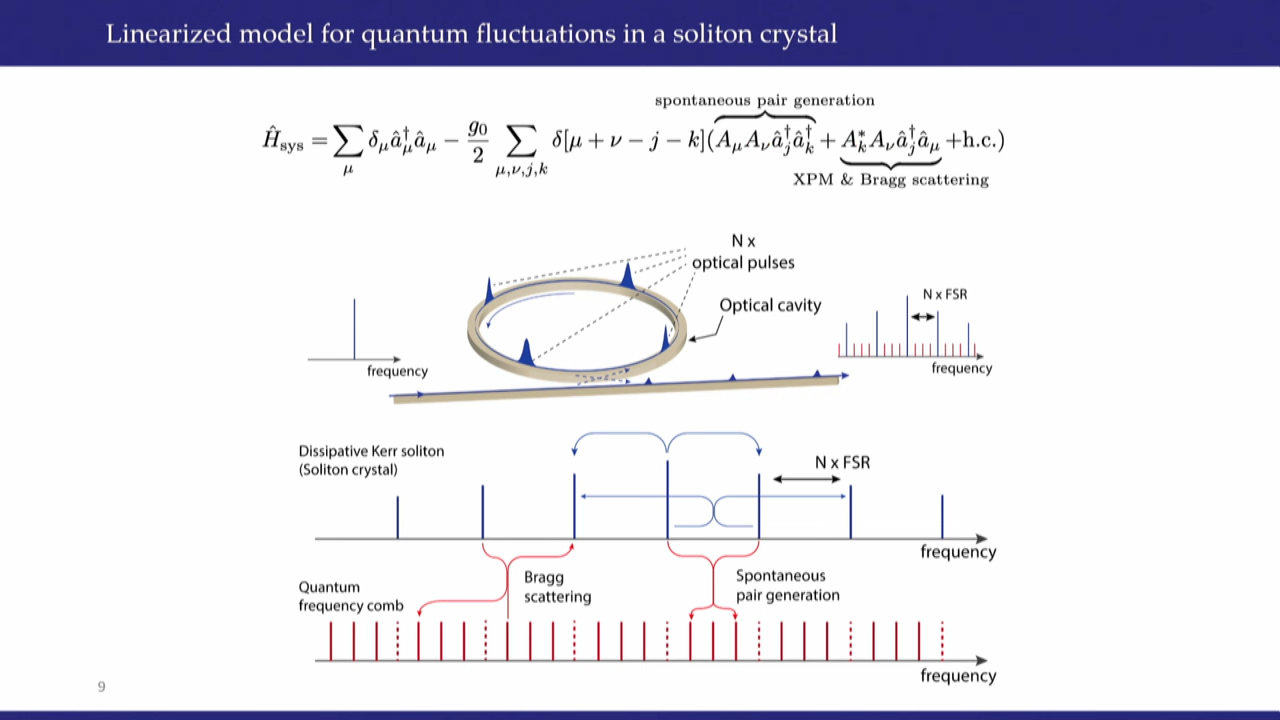 Linearized model for quantum fluctuations in a soliton crystal
spontaneous pair generation
Ĥ_sys = ∑_μ δ_μ â†_μ â_μ − g₀/2 ∑_{μ,ν,j,k} δ[μ + ν − j − k](A_μ A_ν â†_j â†_k + A*_k A_ν â†_j â_μ +h.c.)
XPM & Bragg scattering
N x
optical pulses
Optical cavity
N x FSR
frequency
frequency
Dissipative Kerr soliton
(Soliton crystal)
N x FSR
frequency
Quantum
frequency comb
Bragg
scattering
Spontaneous
pair generation
frequency
9